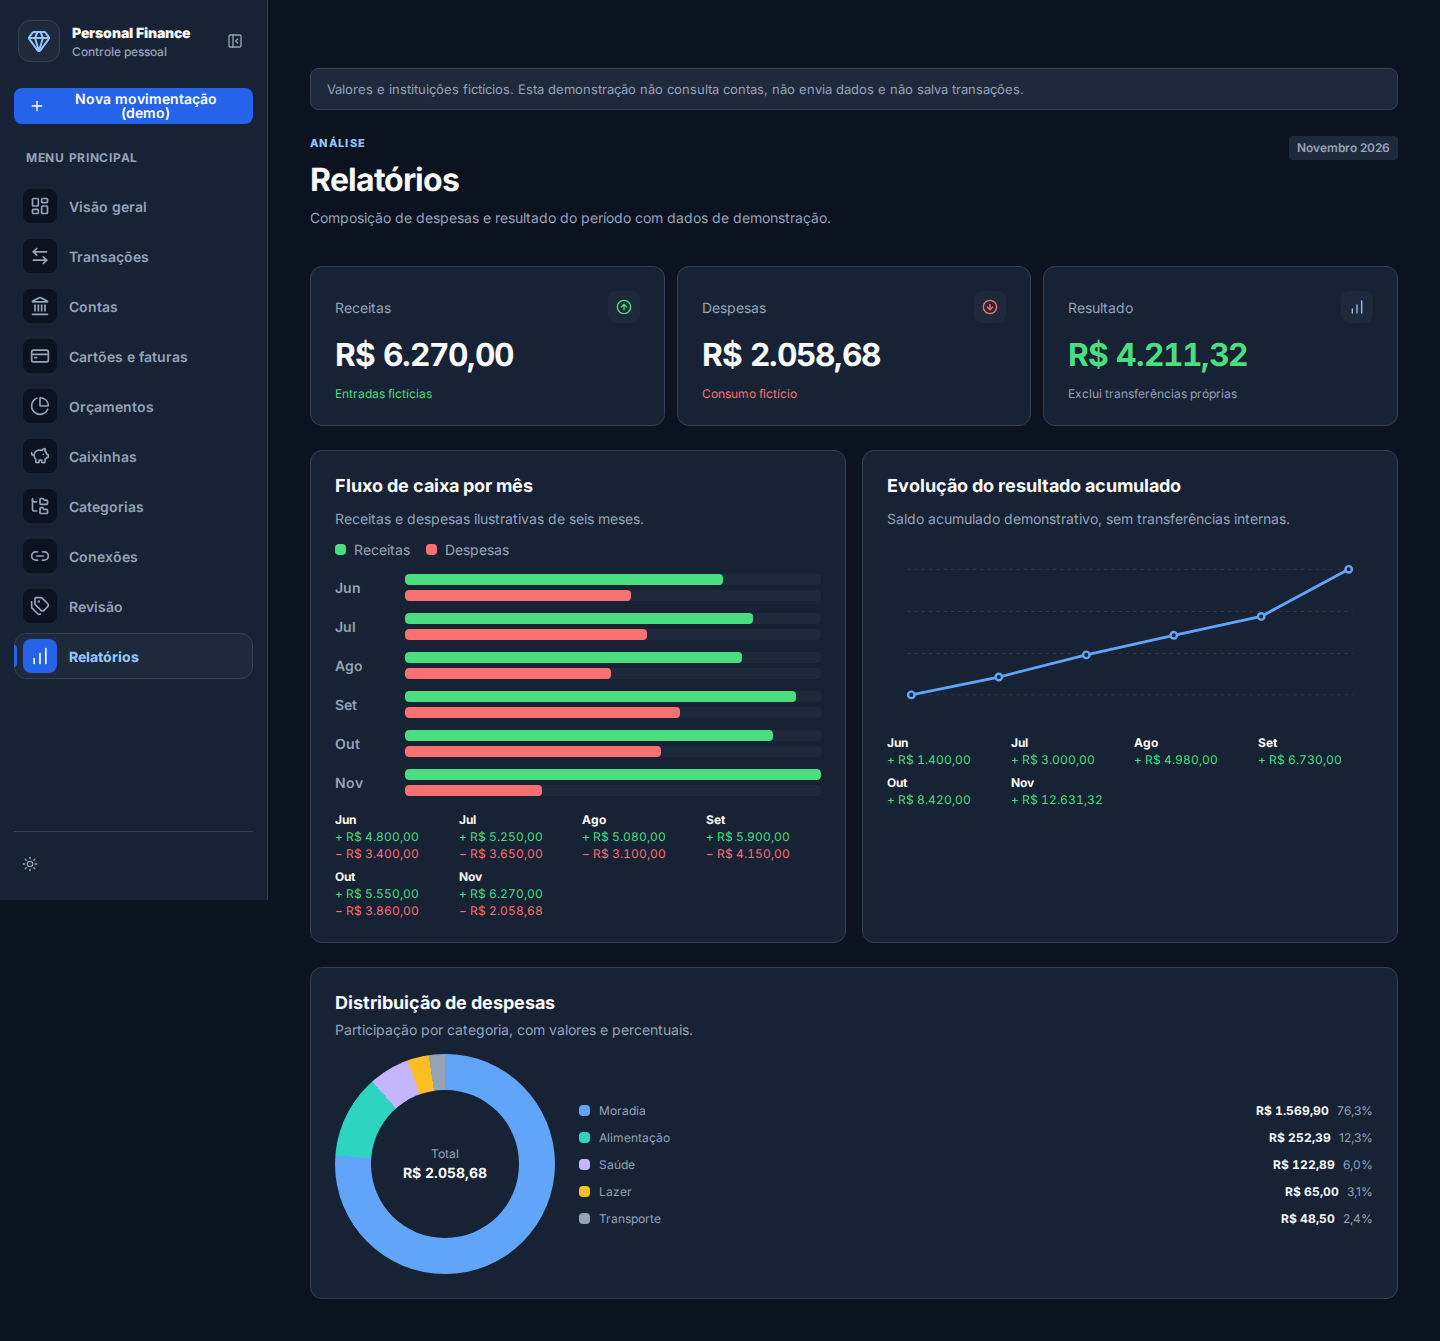 Personal Finance
Controle pessoal
Nova movimentação
(demo)
MENU PRINCIPAL
Visão geral
Transações
Contas
Cartões e faturas
Orçamentos
Caixinhas
Categorias
Conexões
Revisão
Relatórios
Valores e instituições fictícios. Esta demonstração não consulta contas, não envia dados e não salva transações.
ANÁLISE
Novembro 2026
Relatórios
Composição de despesas e resultado do período com dados de demonstração.
Receitas
R$ 6.270,00
Entradas fictícias
Despesas
R$ 2.058,68
Consumo fictício
Resultado
R$ 4.211,32
Exclui transferências próprias
Fluxo de caixa por mês
Receitas e despesas ilustrativas de seis meses.
Receitas Despesas
Jun
Jul
Ago
Set
Out
Nov
Jun Jul Ago Set
+ R$ 4.800,00 + R$ 5.250,00 + R$ 5.080,00 + R$ 5.900,00
− R$ 3.400,00 − R$ 3.650,00 − R$ 3.100,00 − R$ 4.150,00
Out Nov
+ R$ 5.550,00 + R$ 6.270,00
− R$ 3.860,00 − R$ 2.058,68
Evolução do resultado acumulado
Saldo acumulado demonstrativo, sem transferências internas.
Jun Jul Ago Set
+ R$ 1.400,00 + R$ 3.000,00 + R$ 4.980,00 + R$ 6.730,00
Out Nov
+ R$ 8.420,00 + R$ 12.631,32
Distribuição de despesas
Participação por categoria, com valores e percentuais.
Total
R$ 2.058,68
Moradia R$ 1.569,90 76,3%
Alimentação R$ 252,39 12,3%
Saúde R$ 122,89 6,0%
Lazer R$ 65,00 3,1%
Transporte R$ 48,50 2,4%